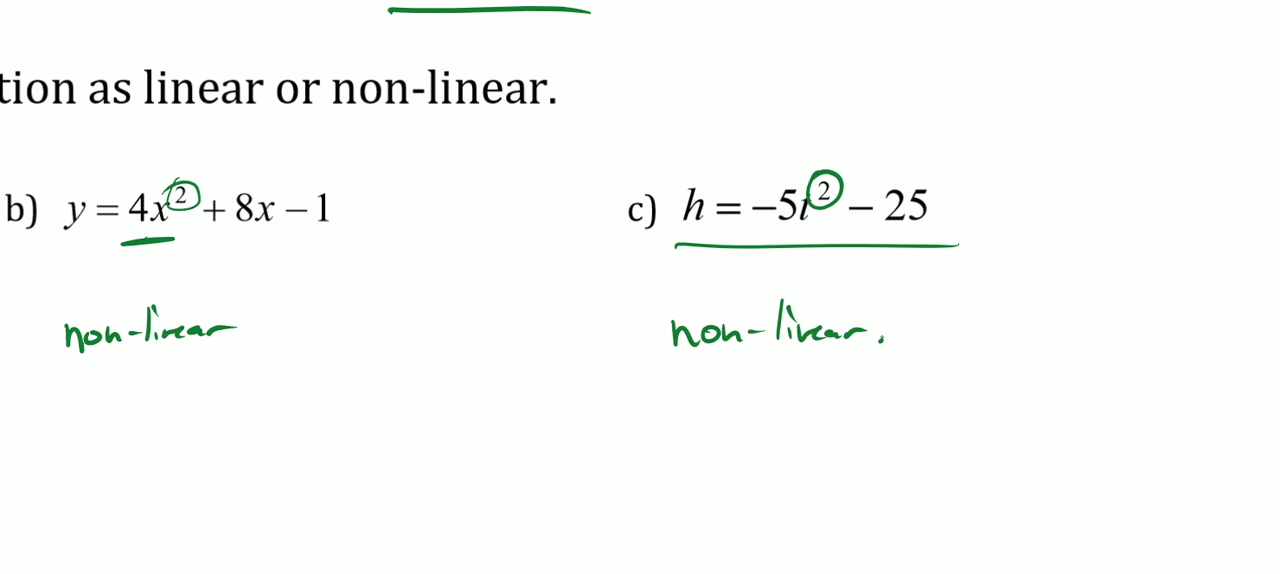 tion as linear or non-linear.
b) y = 4x² + 8x − 1
c) h = −5t² − 25
non-linear
non-linear.